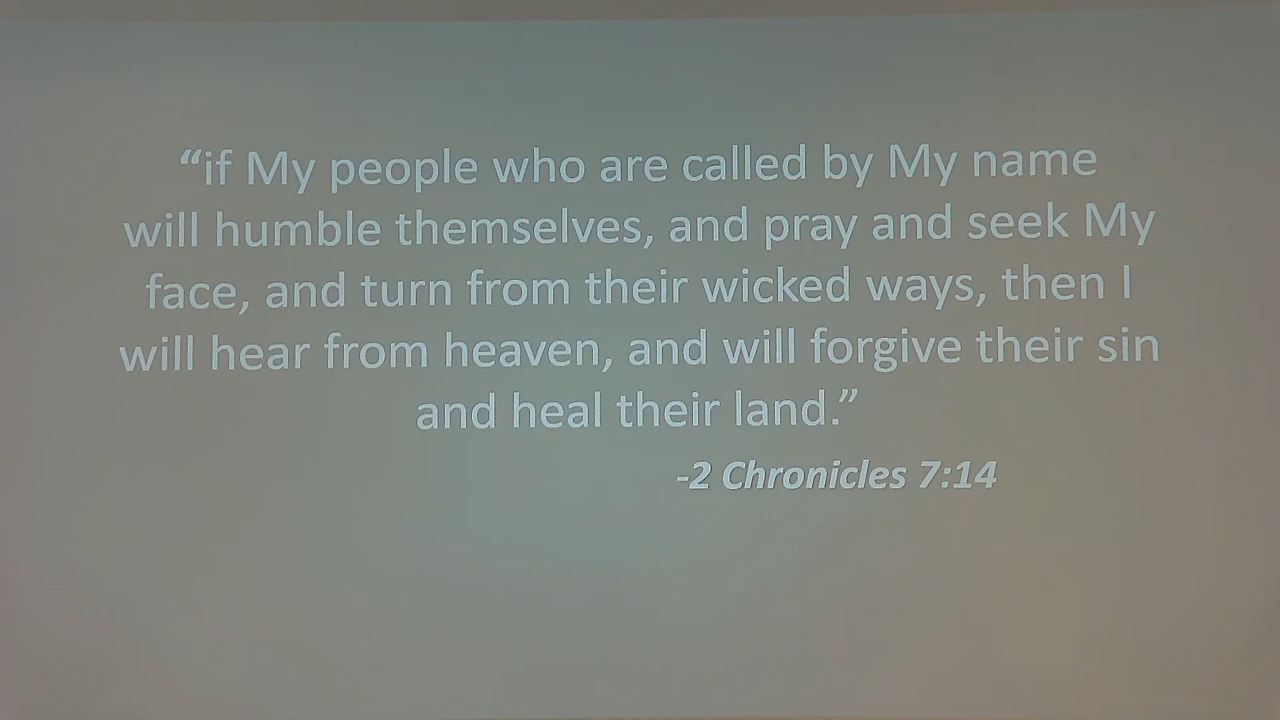 “if My people who are called by My name
will humble themselves, and pray and seek My
face, and turn from their wicked ways, then I
will hear from heaven, and will forgive their sin
and heal their land.”
-2 Chronicles 7:14